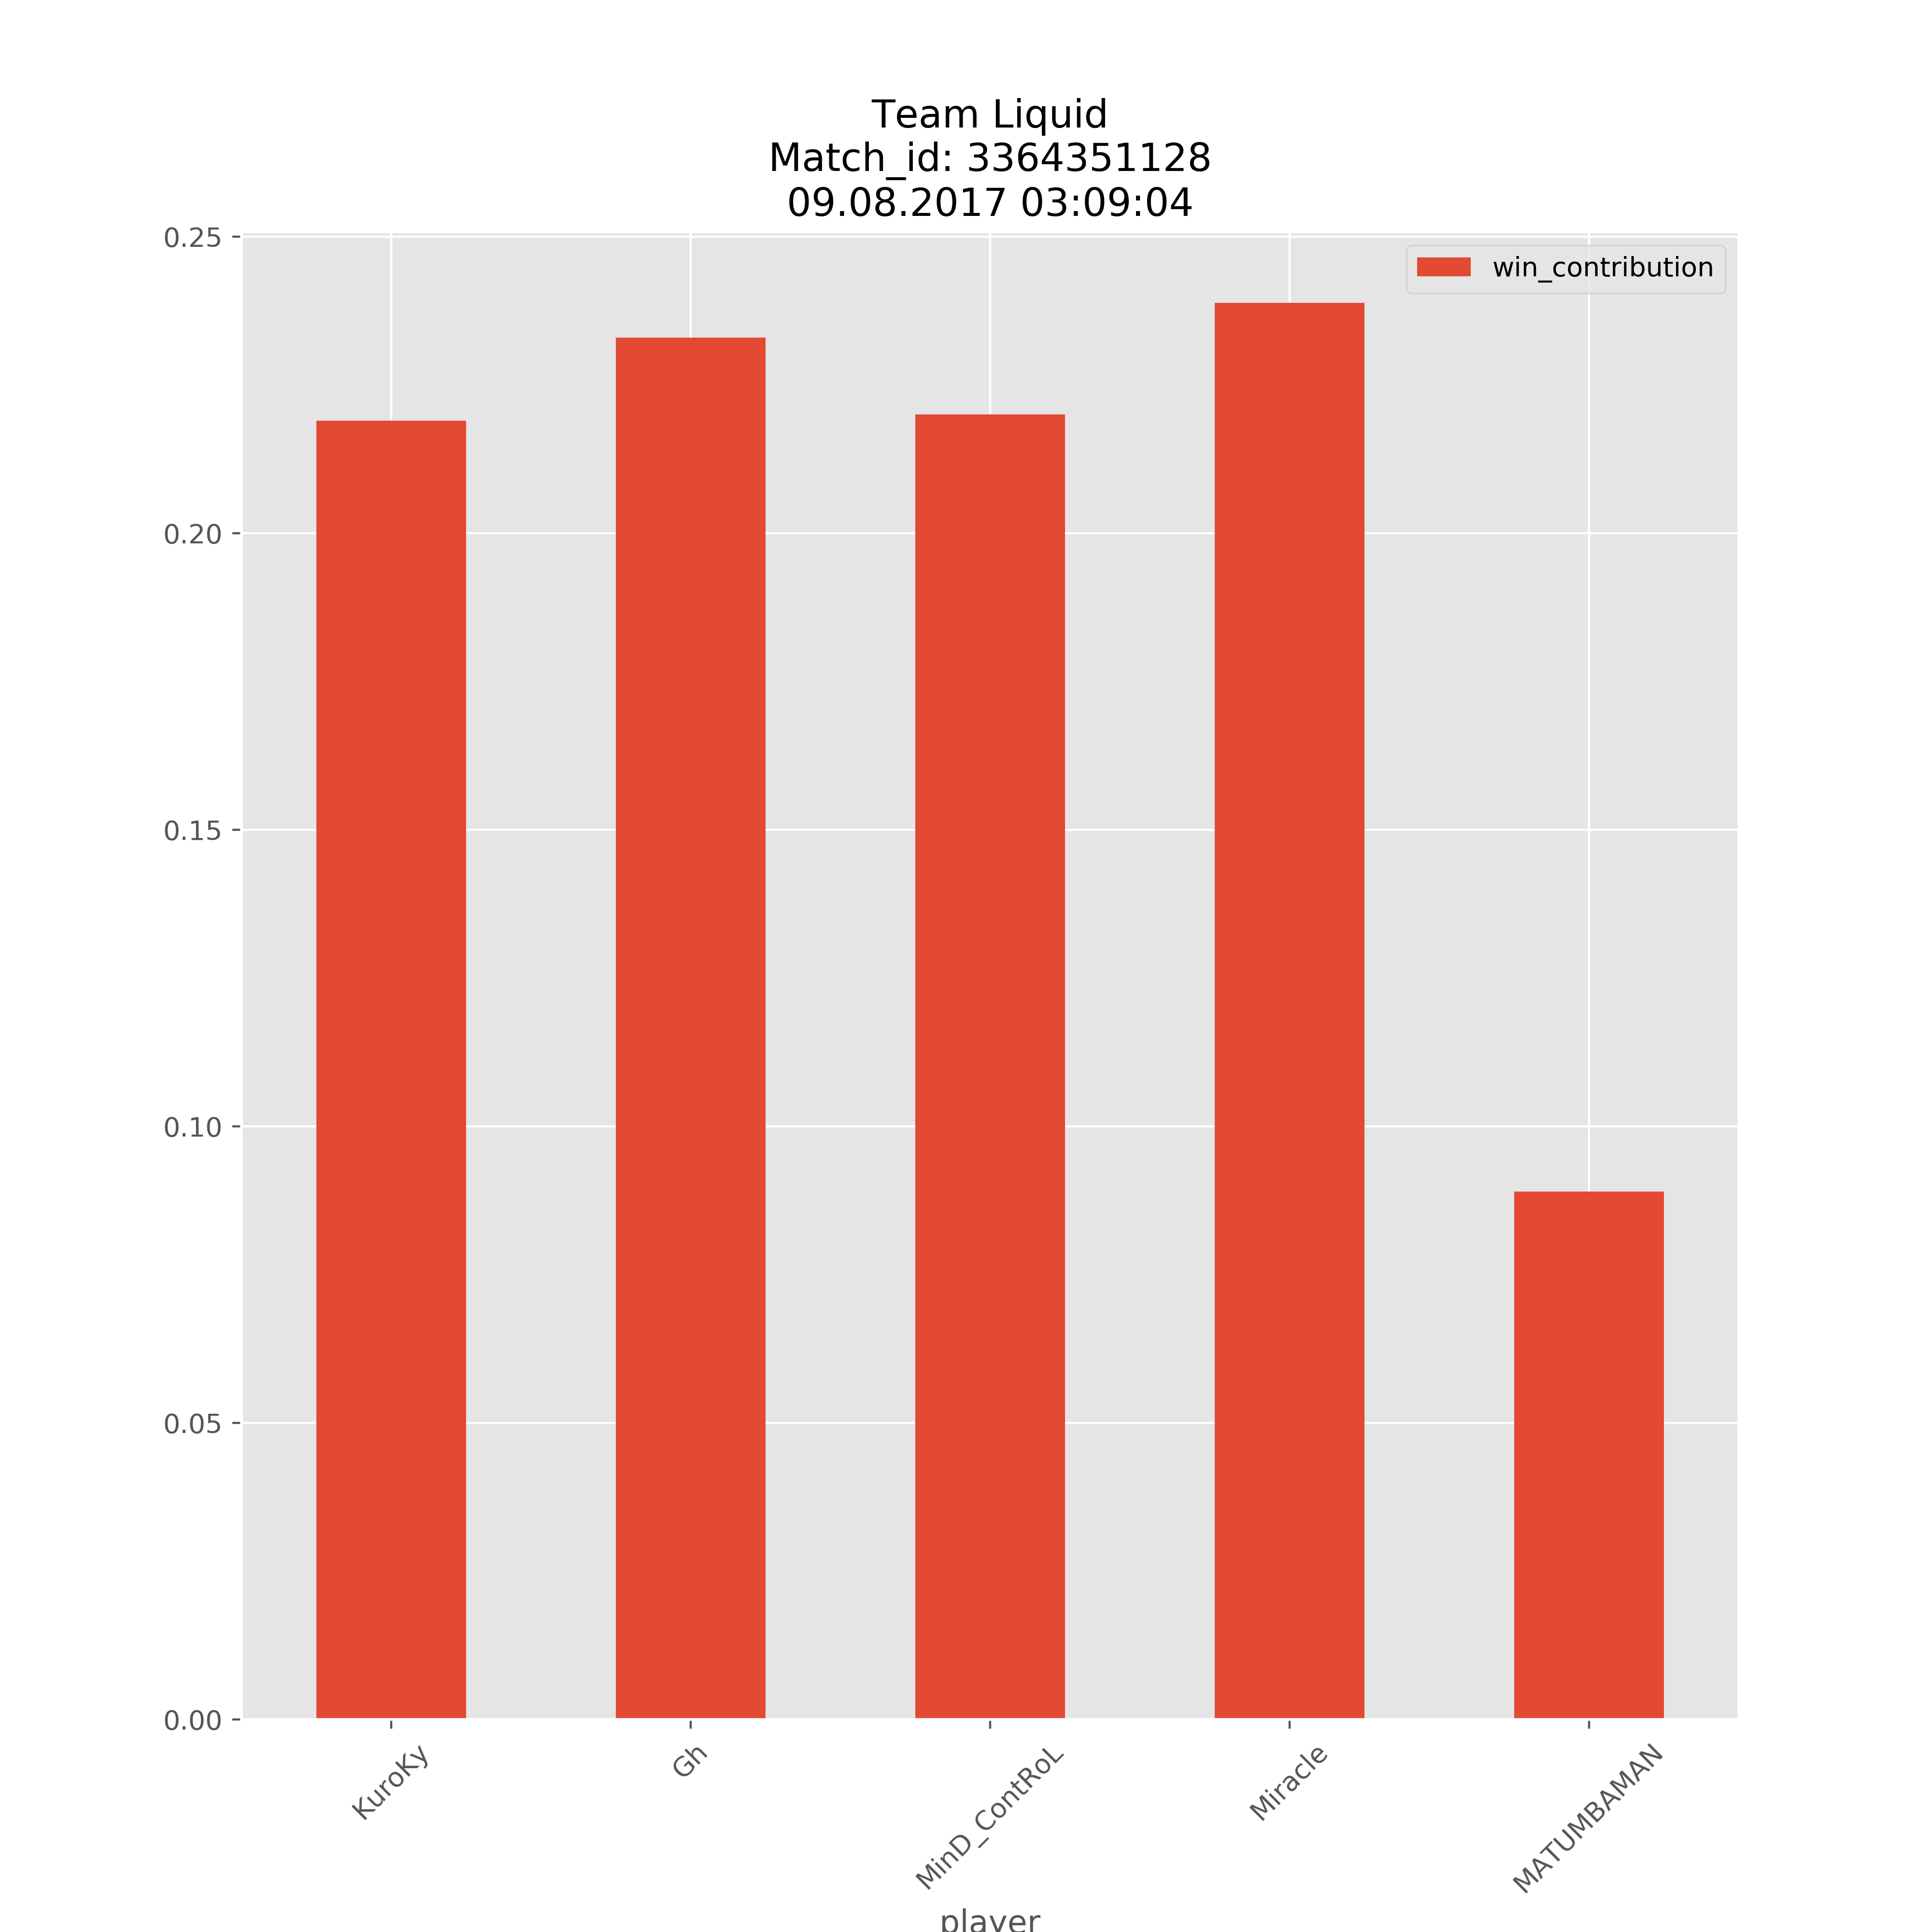 Team Liquid
Match_id: 3364351128
09.08.2017 03:09:04
win_contribution
0.25
0.20
0.15
0.10
0.05
0.00
KuroKy
Gh
MinD_ContRoL
Miracle
MATUMBAMAN
player